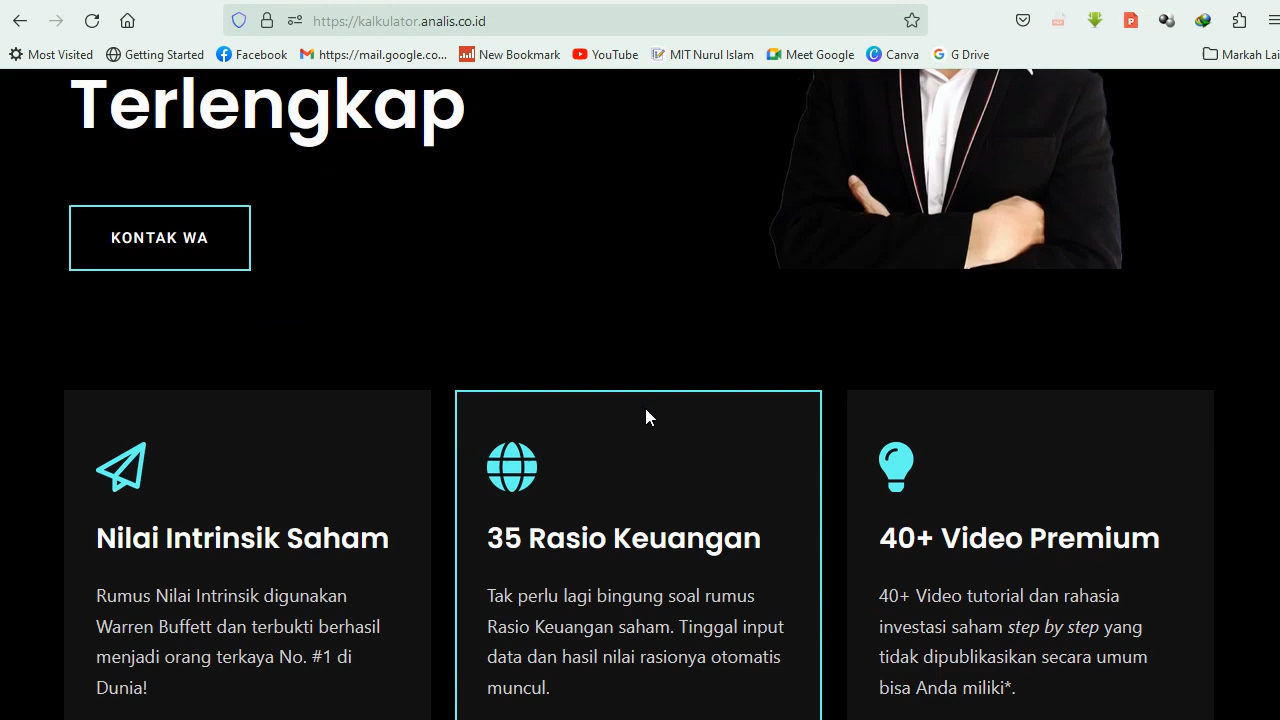 https://kalkulator.analis.co.id
Most Visited
Getting Started
Facebook
https://mail.google.co...
New Bookmark
YouTube
MIT Nurul Islam
Meet Google
Canva
G Drive
Markah Lai
Terlengkap
KONTAK WA
Nilai Intrinsik Saham
Rumus Nilai Intrinsik digunakan
Warren Buffett dan terbukti berhasil
menjadi orang terkaya No. #1 di
Dunia!
35 Rasio Keuangan
Tak perlu lagi bingung soal rumus
Rasio Keuangan saham. Tinggal input
data dan hasil nilai rasionya otomatis
muncul.
40+ Video Premium
40+ Video tutorial dan rahasia
investasi saham step by step yang
tidak dipublikasikan secara umum
bisa Anda miliki*.